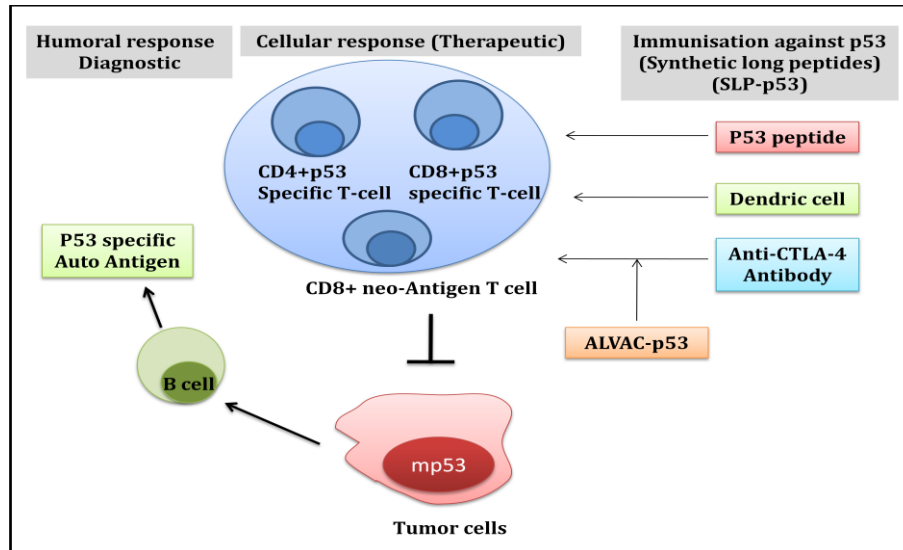 Humoral response
Diagnostic
Cellular response (Therapeutic)
Immunisation against p53
(Synthetic long peptides)
(SLP-p53)
CD4+p53
Specific T-cell
CD8+p53
specific T-cell
CD8+ neo-Antigen T cell
P53 peptide
Dendric cell
Anti-CTLA-4
Antibody
ALVAC-p53
P53 specific
Auto Antigen
B cell
mp53
Tumor cells